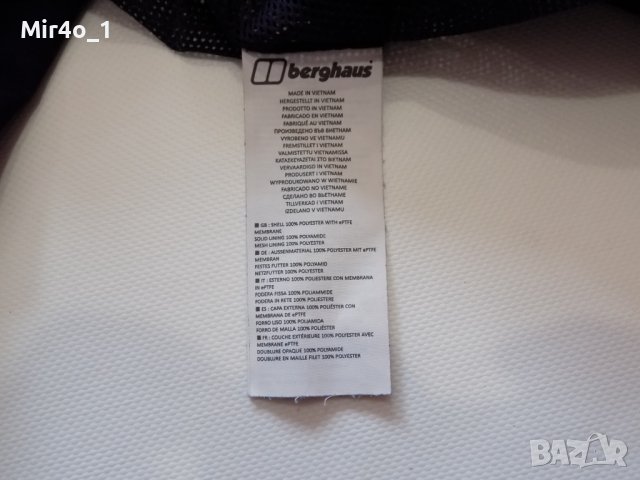 Mir4o_1
berghaus
MADE IN VIETNAM
HERGESTELLT IN VIETNAM
PRODOTTO IN VIETNAM
FABRICADO EN VIETNAM
FABRIQUÉ AU VIETNAM
ПРОИЗВЕДЕНО ВЪВ ВИЕТНАМ
VYROBENO VE VIETNAMU
FREMSTILLET I VIETNAM
VALMISTETTU VIETNAMISSA
ΚΑΤΑΣΚΕΥΑΖΕΤΑΙ ΣΤΟ ΒΙΕΤΝΑΜ
VERVAARDIGD IN VIETNAM
PRODUSERT I VIETNAM
WYPRODUKOWANO W WIETNAMIE
FABRICADO NO VIETNAME
СДЕЛАНО ВО ВЬЕТНАМЕ
TILLVERKAD I VIETNAM
IZDELANO V VIETNAMU
GB : SHELL 100% POLYESTER WITH ePTFE
MEMBRANE
SOLID LINING 100% POLYAMIDE
MESH LINING 100% POLYESTER
DE : AUSSENMATERIAL 100% POLYESTER MIT ePTFE
MEMBRAN
FESTES FUTTER 100% POLYAMID
NETZFUTTER 100% POLYESTER
IT : ESTERNO 100% POLIESTERE CON MEMBRANA
IN ePTFE
FODERA FISSA 100% POLIAMMIDE
FODERA IN RETE 100% POLIESTERE
ES : CAPA EXTERNA 100% POLIÉSTER CON
MEMBRANA DE ePTFE
FORRO LISO 100% POLIAMIDA
FORRO DE MALLA 100% POLIESTER
FR : COUCHE EXTÉRIEURE 100% POLYESTER AVEC
MEMBRANE ePTFE
DOUBLURE OPAQUE 100% POLYAMIDE
DOUBLURE EN MAILLE FILET 100% POLYESTER
BAZAR